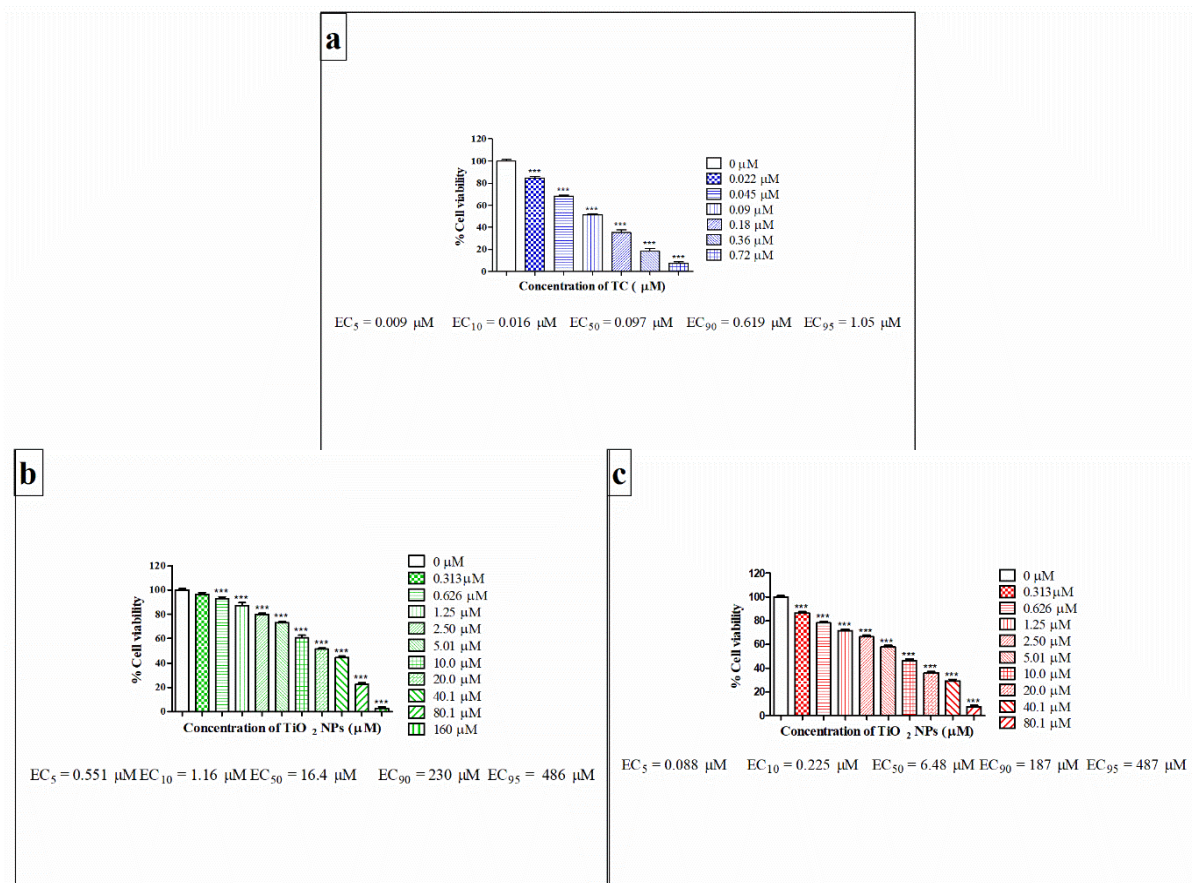 a
120
100
80
60
40
20
0
% Cell viability
***
***
***
***
***
***
Concentration of TC ( μM)
0 μM
0.022 μM
0.045 μM
0.09 μM
0.18 μM
0.36 μM
0.72 μM
EC5 = 0.009 μM EC10 = 0.016 μM EC50 = 0.097 μM EC90 = 0.619 μM EC95 = 1.05 μM
b
120
100
80
60
40
20
0
% Cell viability
***
***
***
***
***
***
***
***
***
Concentration of TiO 2 NPs (μM)
0 μM
0.313μM
0.626 μM
1.25 μM
2.50 μM
5.01 μM
10.0 μM
20.0 μM
40.1 μM
80.1 μM
160 μM
EC5 = 0.551 μM EC10 = 1.16 μM EC50 = 16.4 μM EC90 = 230 μM EC95 = 486 μM
c
120
100
80
60
40
20
0
% Cell viability
***
***
***
***
***
***
***
***
***
Concentration of TiO 2 NPs (μM)
0 μM
0.313μM
0.626 μM
1.25 μM
2.50 μM
5.01 μM
10.0 μM
20.0 μM
40.1 μM
80.1 μM
EC5 = 0.088 μM EC10 = 0.225 μM EC50 = 6.48 μM EC90 = 187 μM EC95 = 487 μM